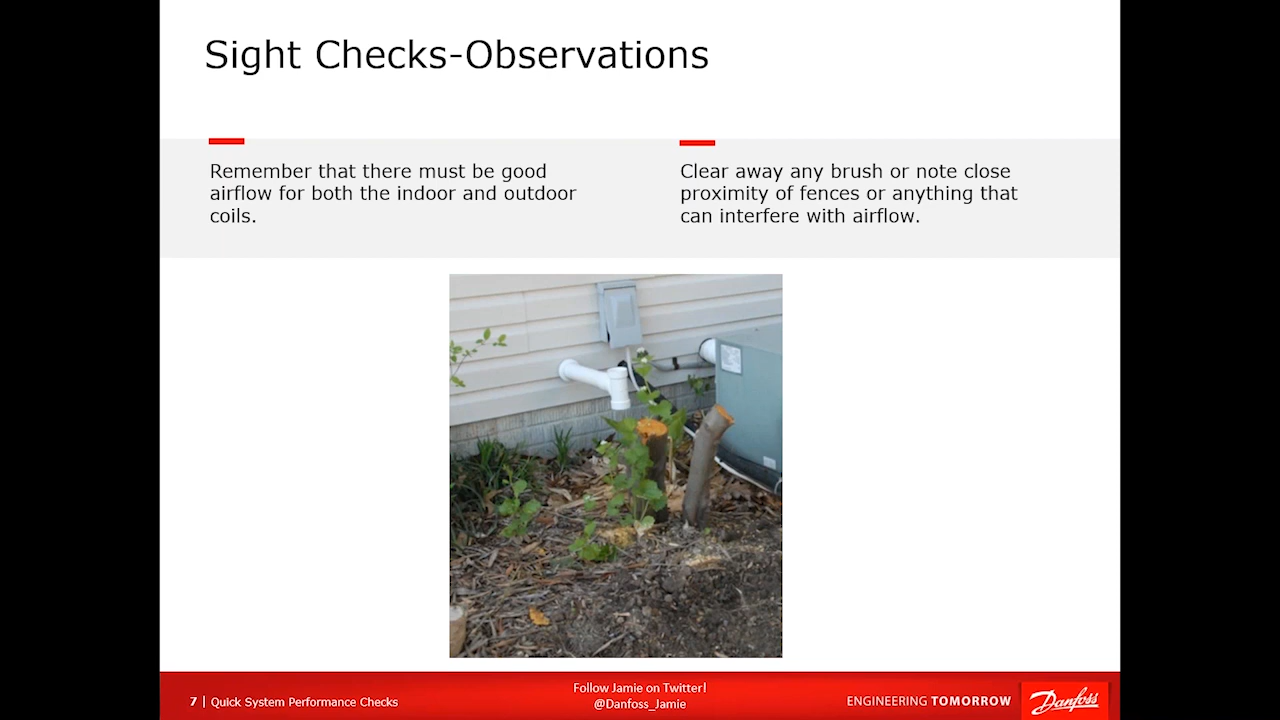 Sight Checks-Observations
Remember that there must be good
airflow for both the indoor and outdoor
coils.
Clear away any brush or note close
proximity of fences or anything that
can interfere with airflow.
7 | Quick System Performance Checks
Follow Jamie on Twitter!
@Danfoss_Jamie
ENGINEERING TOMORROW
Danfoss